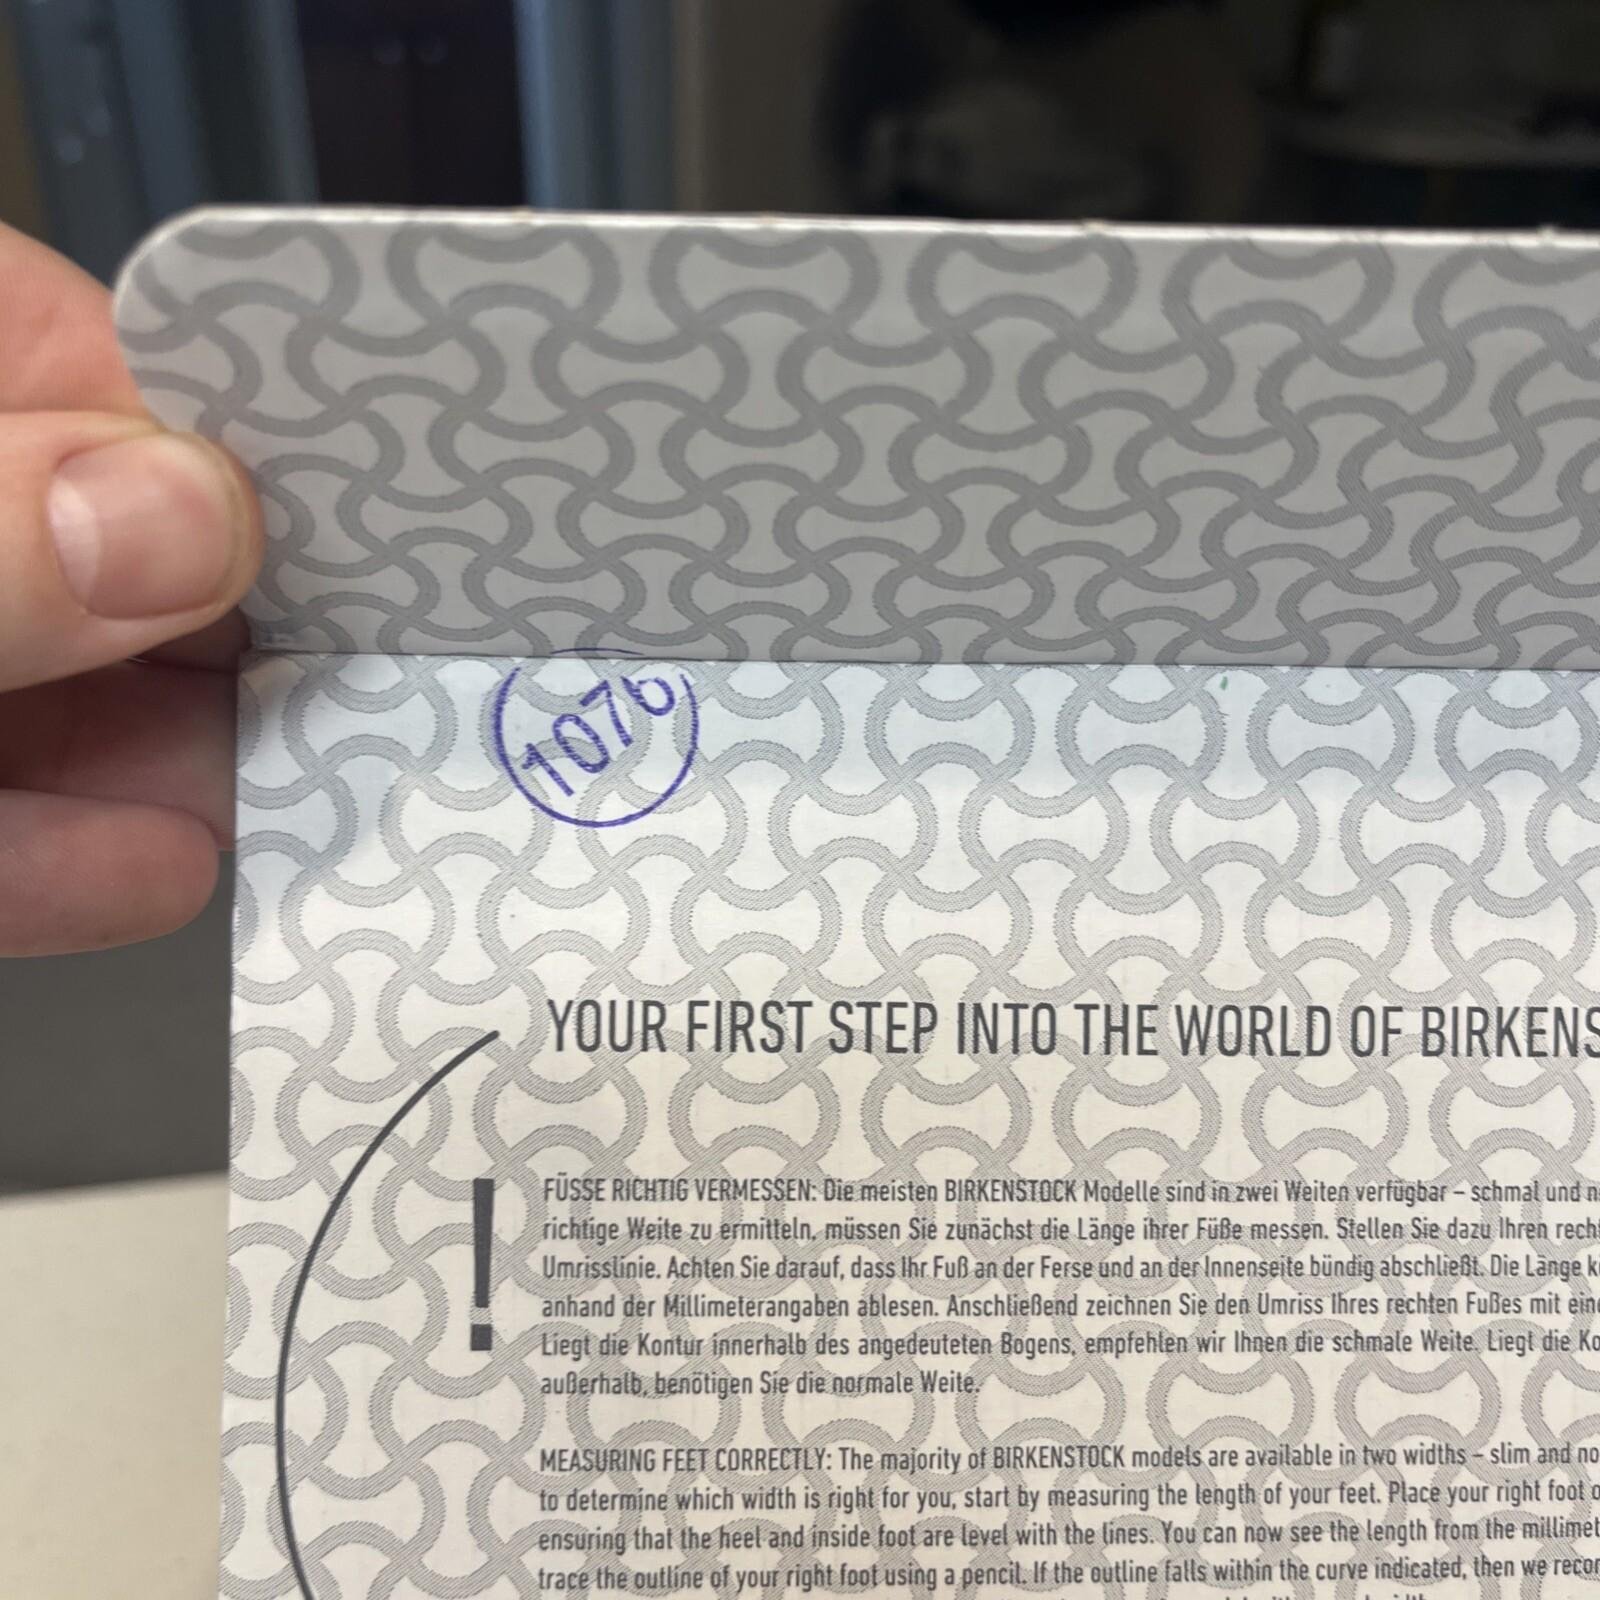 1076
YOUR FIRST STEP INTO THE WORLD OF BIRKENS
!
FÜSSE RICHTIG VERMESSEN: Die meisten BIRKENSTOCK Modelle sind in zwei Weiten verfügbar – schmal und n
richtige Weite zu ermitteln, müssen Sie zunächst die Länge ihrer Füße messen. Stellen Sie dazu Ihren rech
Umrisslinie. Achten Sie darauf, dass Ihr Fuß an der Ferse und an der Innenseite bündig abschließt. Die Länge k
anhand der Millimeterangaben ablesen. Anschließend zeichnen Sie den Umriss Ihres rechten Fußes mit ein
Liegt die Kontur innerhalb des angedeuteten Bogens, empfehlen wir Ihnen die schmale Weite. Liegt die Ko
außerhalb, benötigen Sie die normale Weite.
MEASURING FEET CORRECTLY: The majority of BIRKENSTOCK models are available in two widths – slim and no
to determine which width is right for you, start by measuring the length of your feet. Place your right foot o
ensuring that the heel and inside foot are level with the lines. You can now see the length from the millimet
trace the outline of your right foot using a pencil. If the outline falls within the curve indicated, then we recor